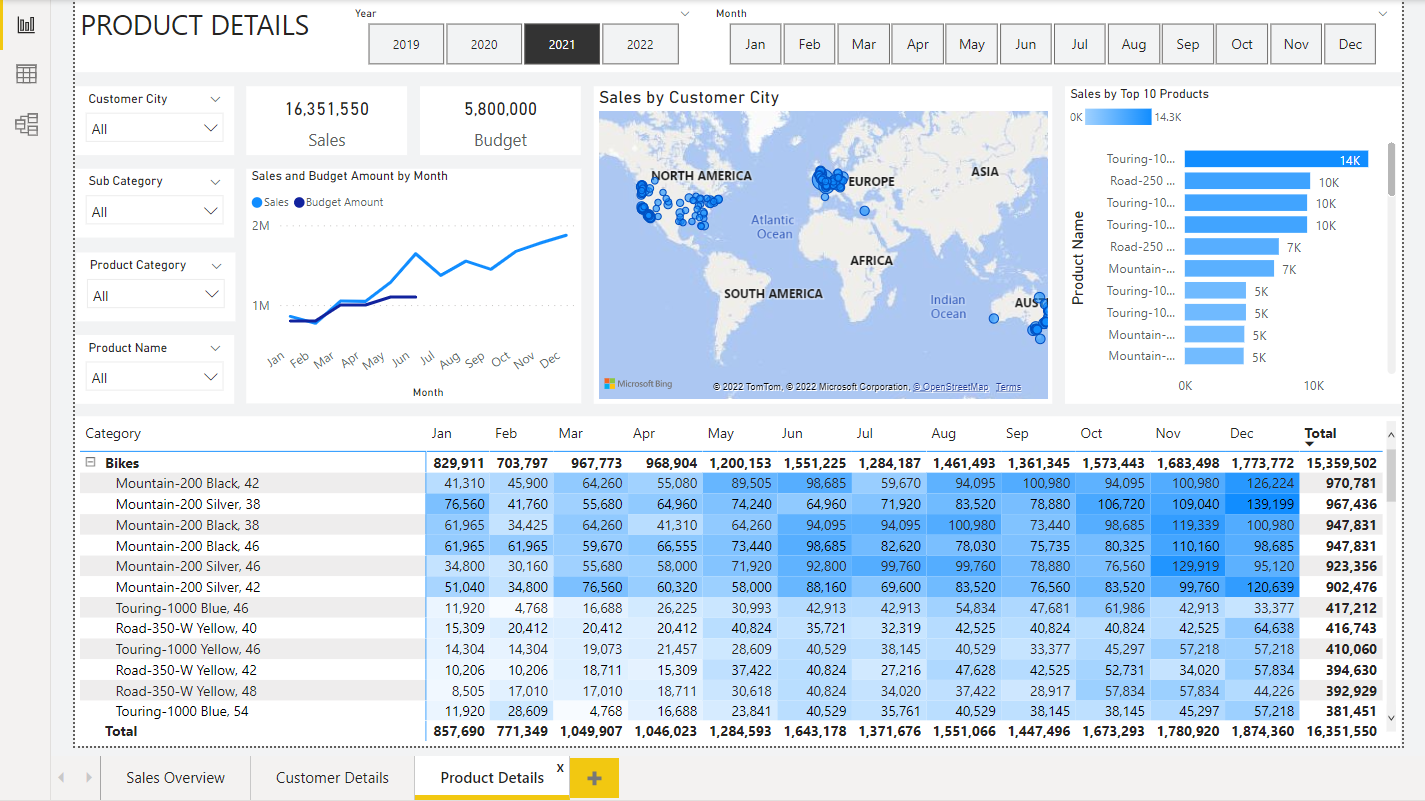 PRODUCT DETAILS
Year
2019 2020 2021 2022
Month
Jan Feb Mar Apr May Jun Jul Aug Sep Oct Nov Dec
Customer City
All
Sub Category
All
Product Category
All
Product Name
All
16,351,550
Sales
5,800,000
Budget
Sales and Budget Amount by Month
Sales Budget Amount
2M
1M
Jan Feb Mar Apr May Jun Jul Aug Sep Oct Nov Dec
Month
Sales by Customer City
NORTH AMERICA
EUROPE
ASIA
Atlantic
Ocean
AFRICA
SOUTH AMERICA
Indian
Ocean
AUS
Microsoft Bing
© 2022 TomTom, © 2022 Microsoft Corporation, © OpenStreetMap Terms
Sales by Top 10 Products
0K 14.3K
Product Name
Touring-10... 14K
Road-250 ... 10K
Touring-10... 10K
Touring-10... 10K
Road-250 ... 7K
Mountain-... 7K
Touring-10... 5K
Touring-10... 5K
Mountain-... 5K
Mountain-... 5K
0K 10K
Category Jan Feb Mar Apr May Jun Jul Aug Sep Oct Nov Dec Total
Bikes 829,911 703,797 967,773 968,904 1,200,153 1,551,225 1,284,187 1,461,493 1,361,345 1,573,443 1,683,498 1,773,772 15,359,502
Mountain-200 Black, 42 41,310 45,900 64,260 55,080 89,505 98,685 59,670 94,095 100,980 94,095 100,980 126,224 970,781
Mountain-200 Silver, 38 76,560 41,760 55,680 64,960 74,240 64,960 71,920 83,520 78,880 106,720 109,040 139,199 967,436
Mountain-200 Black, 38 61,965 34,425 64,260 41,310 64,260 94,095 94,095 100,980 73,440 98,685 119,339 100,980 947,831
Mountain-200 Black, 46 61,965 61,965 59,670 66,555 73,440 98,685 82,620 78,030 75,735 80,325 110,160 98,685 947,831
Mountain-200 Silver, 46 34,800 30,160 55,680 58,000 71,920 92,800 99,760 99,760 78,880 76,560 129,919 95,120 923,356
Mountain-200 Silver, 42 51,040 34,800 76,560 60,320 58,000 88,160 69,600 83,520 76,560 83,520 99,760 120,639 902,476
Touring-1000 Blue, 46 11,920 4,768 16,688 26,225 30,993 42,913 42,913 54,834 47,681 61,986 42,913 33,377 417,212
Road-350-W Yellow, 40 15,309 20,412 20,412 20,412 40,824 35,721 32,319 42,525 40,824 40,824 42,525 64,638 416,743
Touring-1000 Yellow, 46 14,304 14,304 19,073 21,457 28,609 40,529 38,145 40,529 33,377 45,297 57,218 57,218 410,060
Road-350-W Yellow, 42 10,206 10,206 18,711 15,309 37,422 40,824 27,216 47,628 42,525 52,731 34,020 57,834 394,630
Road-350-W Yellow, 48 8,505 17,010 17,010 18,711 30,618 40,824 34,020 37,422 28,917 57,834 57,834 44,226 392,929
Touring-1000 Blue, 54 11,920 28,609 4,768 16,688 23,841 40,529 35,761 40,529 38,145 38,145 45,297 57,218 381,451
Total 857,690 771,349 1,049,907 1,046,023 1,284,593 1,643,178 1,371,676 1,551,066 1,447,496 1,673,293 1,780,920 1,874,360 16,351,550
Sales Overview Customer Details Product Details x +